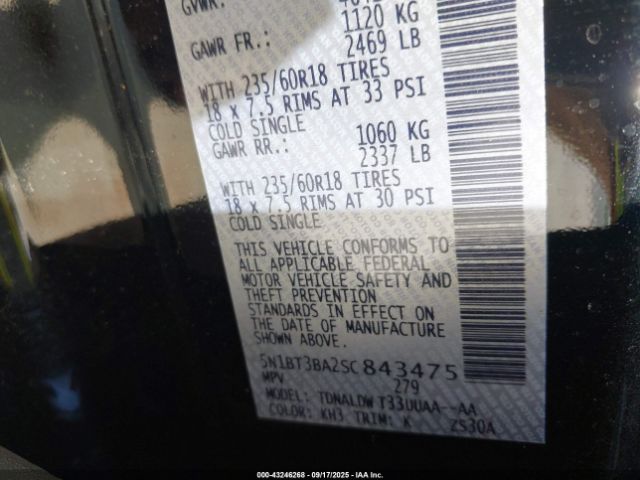 GVWR:
1120 KG
GAWR FR.:
2469 LB
WITH 235/60R18 TIRES
18 x 7.5 RIMS AT 33 PSI
COLD SINGLE
1060 KG
GAWR RR.:
2337 LB
WITH 235/60R18 TIRES
18 x 7.5 RIMS AT 30 PSI
COLD SINGLE
THIS VEHICLE CONFORMS TO
ALL APPLICABLE FEDERAL
MOTOR VEHICLE SAFETY AND
THEFT PREVENTION
STANDARDS IN EFFECT ON
THE DATE OF MANUFACTURE
ABOVE.
5N1BT3BA2SC843475
MPV 279
MODEL: TDNALDW T33UUAA--AA
COLOR: KH3 TRIM: K ZS30A
000-43246268 - 09/17/2025 - IAA Inc.